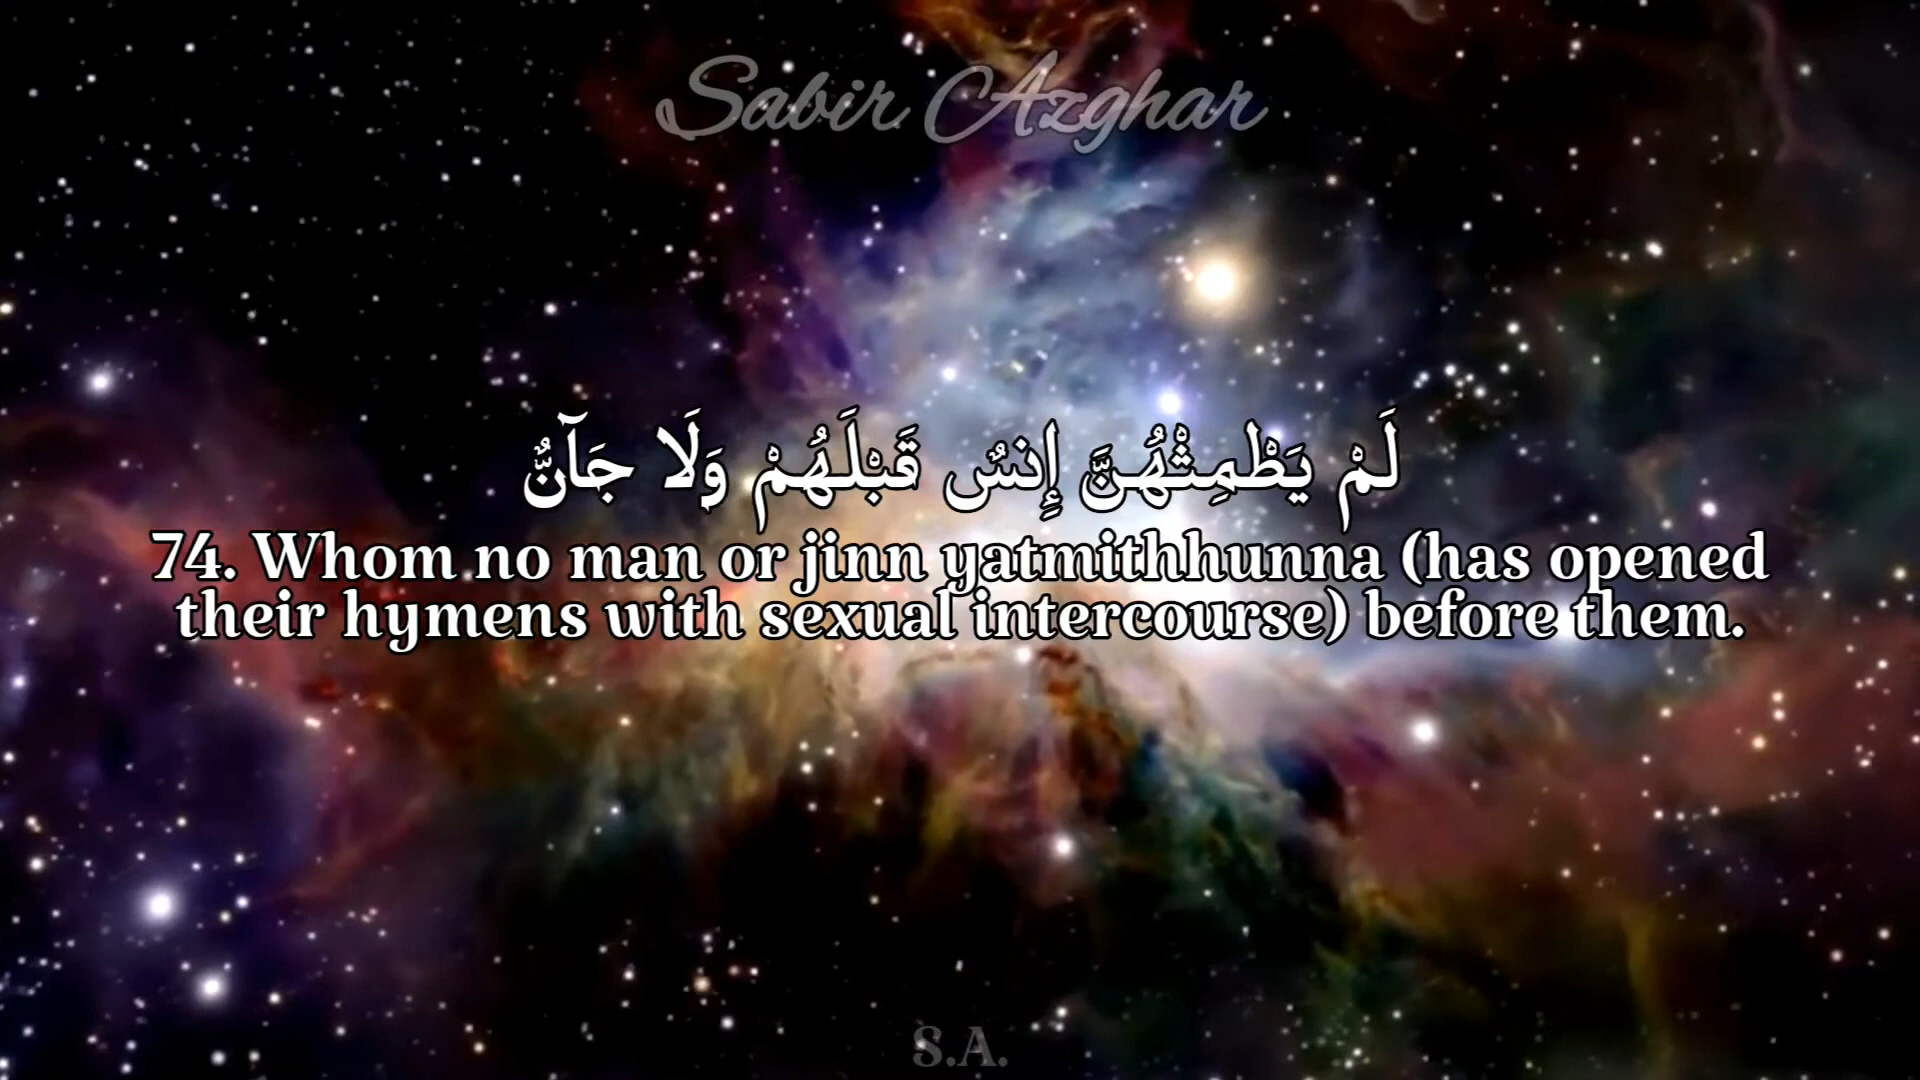 Sabir Azghar
لَمْ يَطْمِثْهُنَّ إِنسٌ قَبْلَهُمْ وَلَا جَآنٌّ
74. Whom no man or jinn yatmithhunna (has opened
their hymens with sexual intercourse) before them.
S.A.